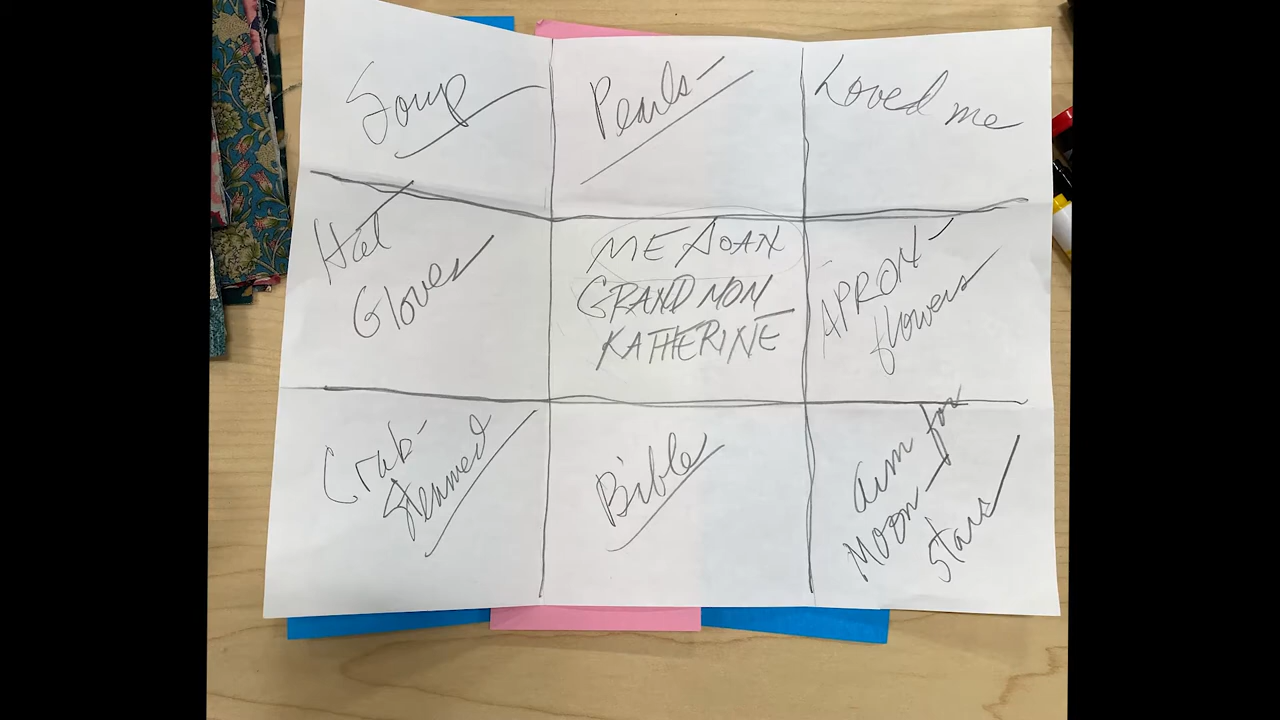 Soup
Pearls
Loved me
Hat
Gloves
ME JOAN
GRANDMOM
KATHERINE
APRON
flowers
Crab
Steamed
Bible
Aim for
Moon
Stars